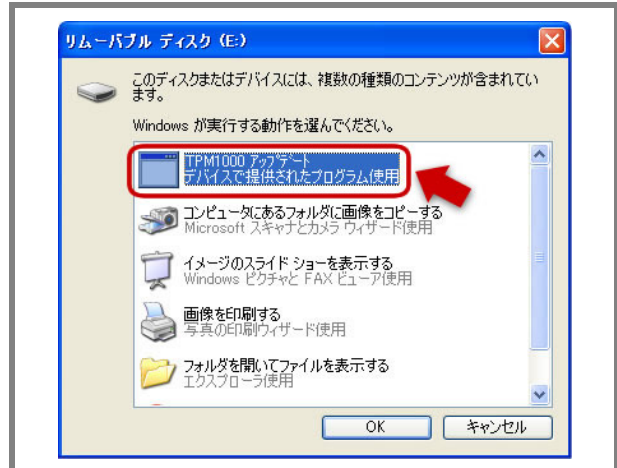 リムーバブル ディスク (E:)
このディスクまたはデバイスには、複数の種類のコンテンツが含まれてい
ます。
Windows が実行する動作を選んでください。
TPM1000 アップデート
デバイスで提供されたプログラム使用
コンピュータにあるフォルダに画像をコピーする
Microsoft スキャナとカメラ ウィザード使用
イメージのスライド ショーを表示する
Windows ピクチャと FAX ビューア使用
画像を印刷する
写真の印刷ウィザード使用
フォルダを開いてファイルを表示する
エクスプローラ使用
OK
キャンセル